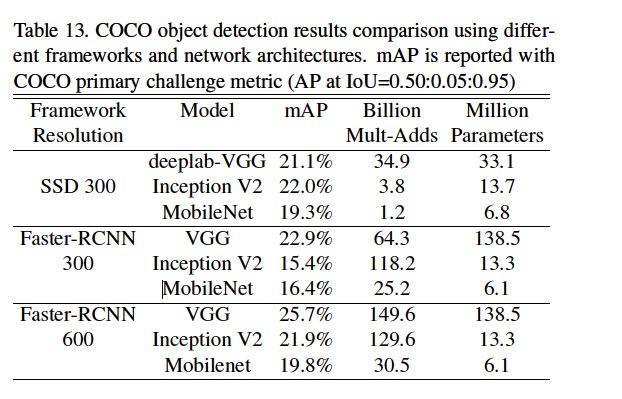 Table 13. COCO object detection results comparison using differ-
ent frameworks and network architectures. mAP is reported with
COCO primary challenge metric (AP at IoU=0.50:0.05:0.95)
Framework Model mAP Billion Million
Resolution Mult-Adds Parameters
deeplab-VGG 21.1% 34.9 33.1
SSD 300 Inception V2 22.0% 3.8 13.7
MobileNet 19.3% 1.2 6.8
Faster-RCNN VGG 22.9% 64.3 138.5
300 Inception V2 15.4% 118.2 13.3
MobileNet 16.4% 25.2 6.1
Faster-RCNN VGG 25.7% 149.6 138.5
600 Inception V2 21.9% 129.6 13.3
Mobilenet 19.8% 30.5 6.1